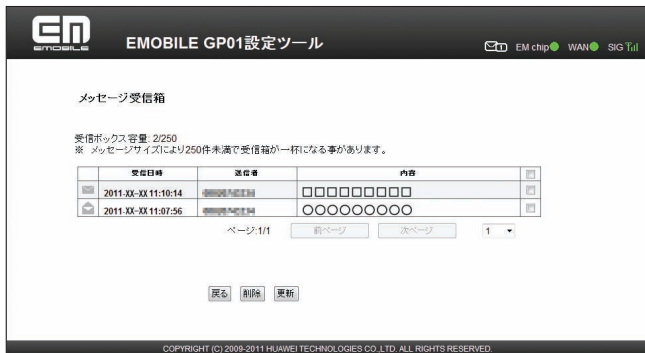 EM
EMOBILE
EMOBILE GP01設定ツール
EM chip WAN SIG
メッセージ受信箱
受信ボックス容量: 2/250
※ メッセージサイズにより250件未満で受信箱が一杯になる事があります。
受信日時 送信者 内容
2011-XX-XX 11:10:14 □□□□□□□□□
2011-XX-XX 11:07:56 ○○○○○○○○○
ページ:1/1 前ページ 次ページ 1
戻る 削除 更新
COPYRIGHT (C) 2009-2011 HUAWEI TECHNOLOGIES CO.,LTD. ALL RIGHTS RESERVED.